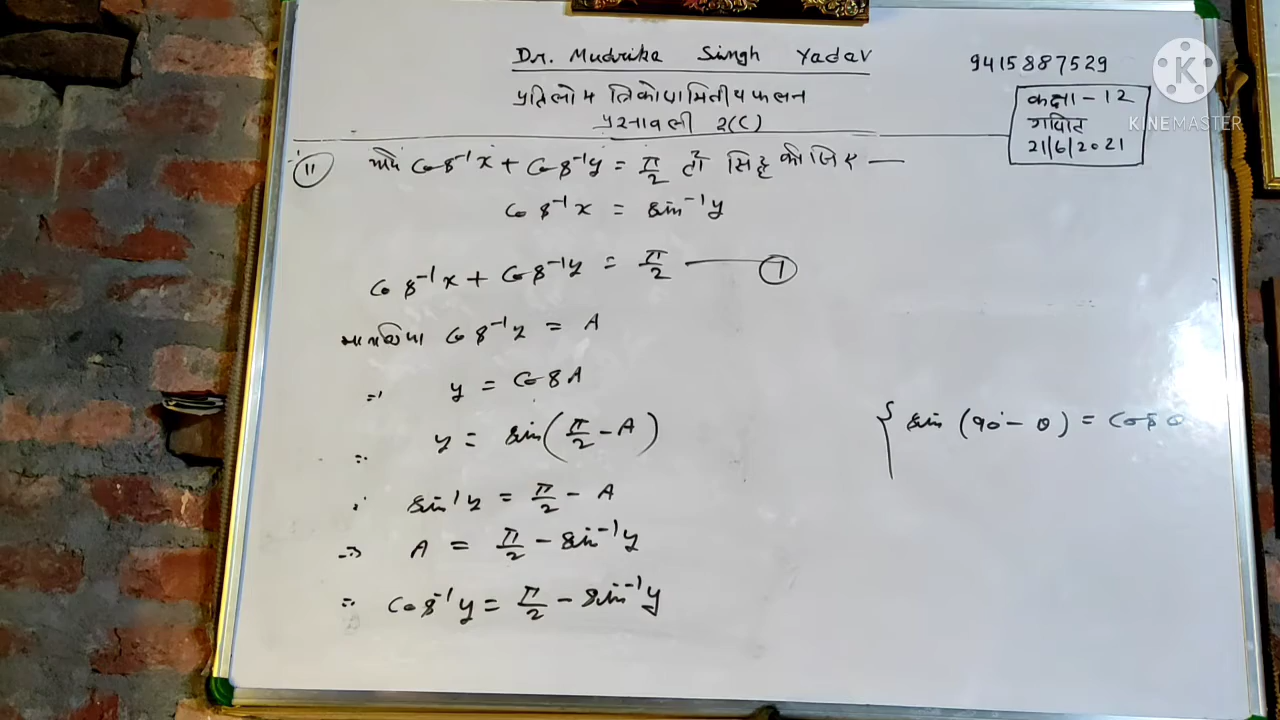 Dr. Mudrika Singh Yadav
9415887529
प्रतिलोम त्रिकोणमितीय फलन
प्रश्नावली 2(C)
कक्षा - 12
गणित
21/6/2021
KINEMASTER
(11) यदि cos⁻¹x + cos⁻¹y = π/2 तो सिद्ध कीजिए —
cos⁻¹x = sin⁻¹y
cos⁻¹x + cos⁻¹y = π/2 —— (1)
मान लिया cos⁻¹y = A
⇒ y = cos A
⇒ y = sin(π/2 - A) { sin (90° - θ) = cos θ
∴ sin⁻¹y = π/2 - A
⇒ A = π/2 - sin⁻¹y
⇒ cos⁻¹y = π/2 - sin⁻¹y